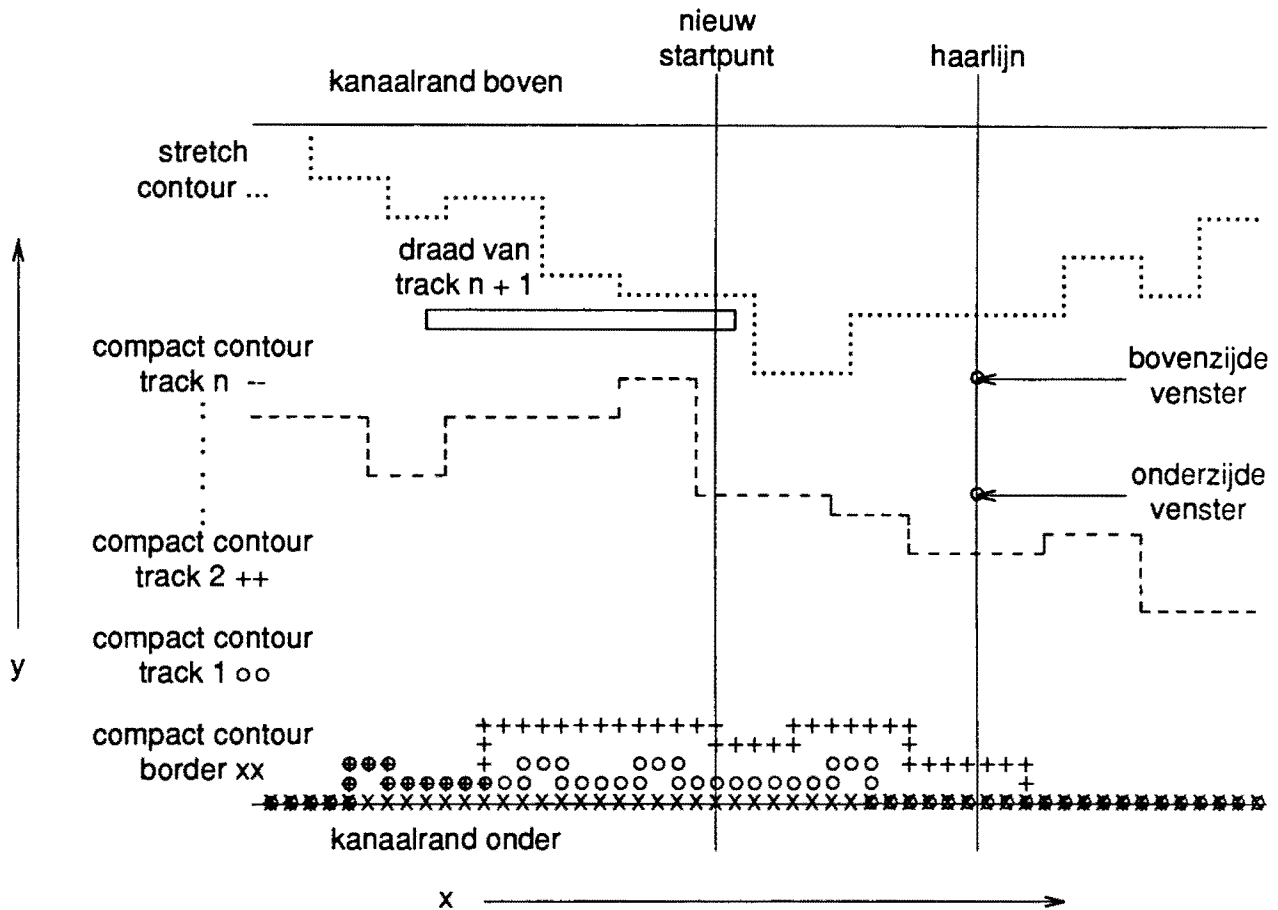 nieuw
startpunt
haarlijn
kanaalrand boven
stretch
contour ...
draad van
track n + 1
compact contour
track n --
bovenzijde
venster
onderzijde
venster
compact contour
track 2 ++
compact contour
track 1 oo
y
compact contour
border xx
kanaalrand onder
x